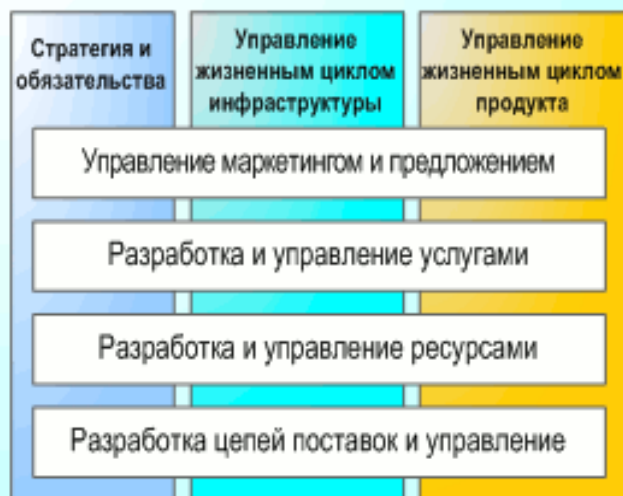 Стратегия и
обязательства
Управление
жизненным циклом
инфраструктуры
Управление
жизненным циклом
продукта
Управление маркетингом и предложением
Разработка и управление услугами
Разработка и управление ресурсами
Разработка цепей поставок и управление